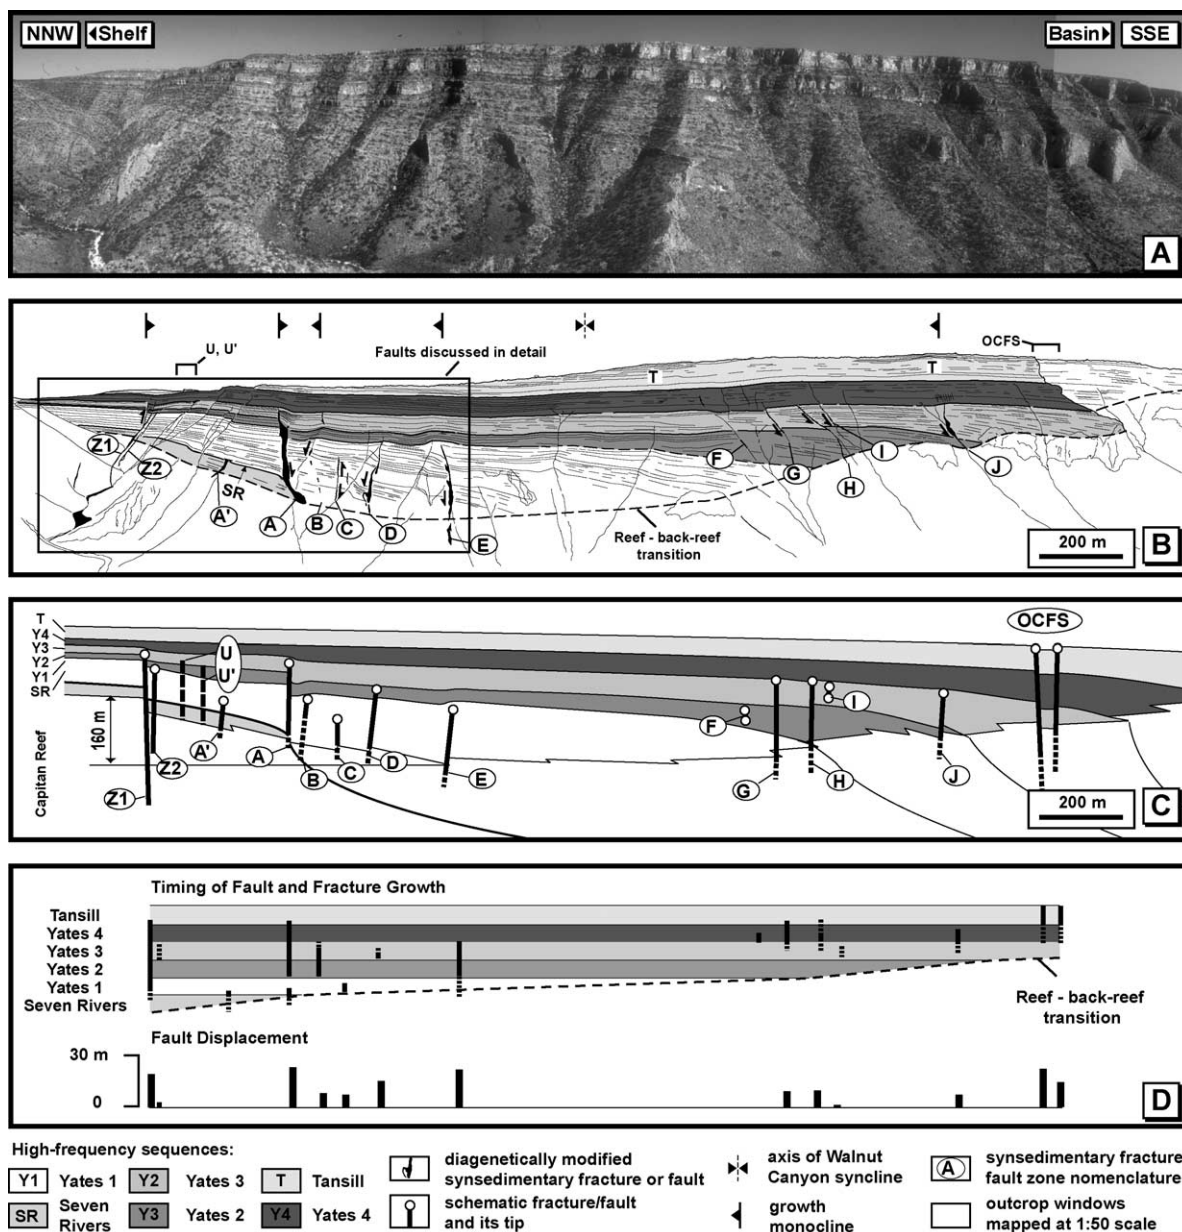 NNW
◀Shelf
Basin▶
SSE
A
U, U'
Faults discussed in detail
OCFS
T
T
Z1
Z2
SR
A'
A
B
C
D
E
F
G
H
I
J
Reef - back-reef
transition
200 m
B
T
Y4
Y3
Y2
Y1
SR
Capitan Reef
160 m
U
U'
OCFS
Z1
Z2
A'
A
B
C
D
E
F
G
H
I
J
200 m
C
Timing of Fault and Fracture Growth
Tansill
Yates 4
Yates 3
Yates 2
Yates 1
Seven Rivers
Reef - back-reef
transition
Fault Displacement
30 m
0
D
High-frequency sequences:
Y1 Yates 1 Y2 Yates 3 T Tansill
SR Seven Rivers Y3 Yates 2 Y4 Yates 4
diagenetically modified
synsedimentary fracture or fault
schematic fracture/fault
and its tip
axis of Walnut
Canyon syncline
growth
monocline
A synsedimentary fracture
fault zone nomenclature
outcrop windows
mapped at 1:50 scale